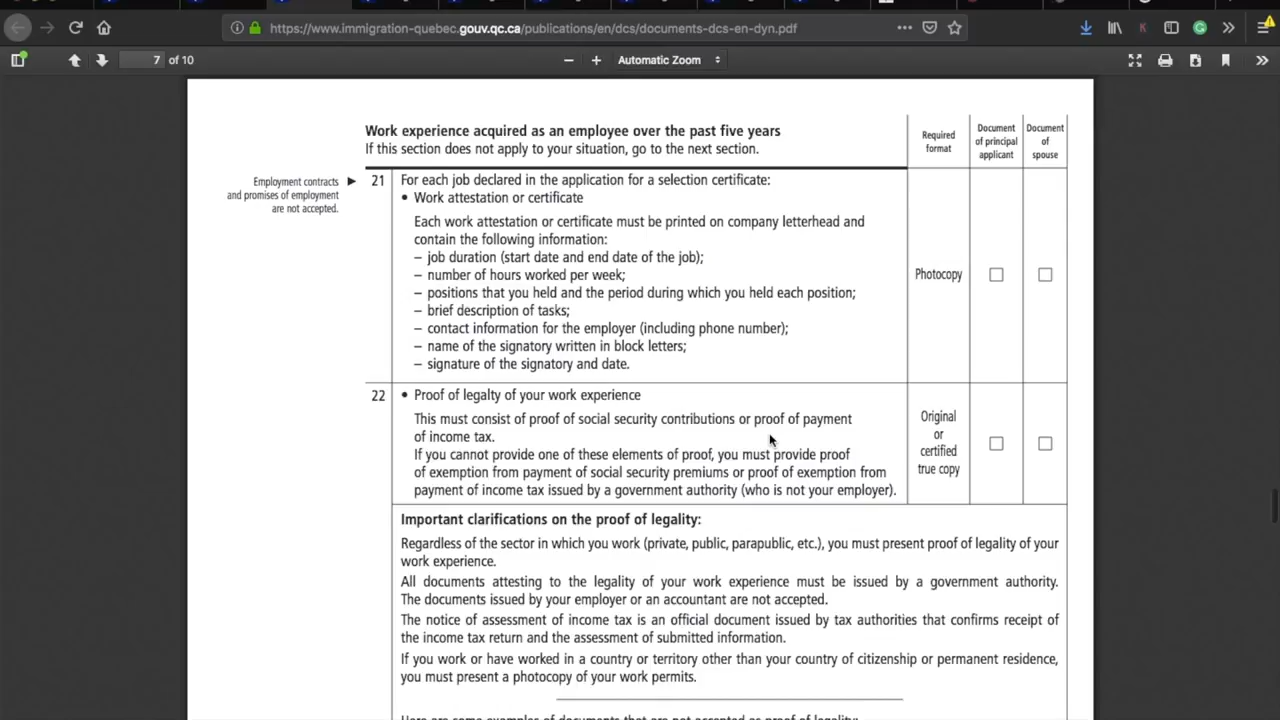 https://www.immigration-quebec.gouv.qc.ca/publications/en/dcs/documents-dcs-en-dyn.pdf
7 of 10
Automatic Zoom
Work experience acquired as an employee over the past five years
If this section does not apply to your situation, go to the next section.
Required
format
Document
of principal
applicant
Document
of
spouse
Employment contracts
and promises of employment
are not accepted.
21 For each job declared in the application for a selection certificate:
• Work attestation or certificate
Each work attestation or certificate must be printed on company letterhead and
contain the following information:
– job duration (start date and end date of the job);
– number of hours worked per week;
– positions that you held and the period during which you held each position;
– brief description of tasks;
– contact information for the employer (including phone number);
– name of the signatory written in block letters;
– signature of the signatory and date.
Photocopy
22 • Proof of legalty of your work experience
This must consist of proof of social security contributions or proof of payment
of income tax.
If you cannot provide one of these elements of proof, you must provide proof
of exemption from payment of social security premiums or proof of exemption from
payment of income tax issued by a government authority (who is not your employer).
Original
or
certified
true copy
Important clarifications on the proof of legality:
Regardless of the sector in which you work (private, public, parapublic, etc.), you must present proof of legality of your
work experience.
All documents attesting to the legality of your work experience must be issued by a government authority.
The documents issued by your employer or an accountant are not accepted.
The notice of assessment of income tax is an official document issued by tax authorities that confirms receipt of
the income tax return and the assessment of submitted information.
If you work or have worked in a country or territory other than your country of citizenship or permanent residence,
you must present a photocopy of your work permits.
Here are some examples of documents that are not accepted as proof of legality: